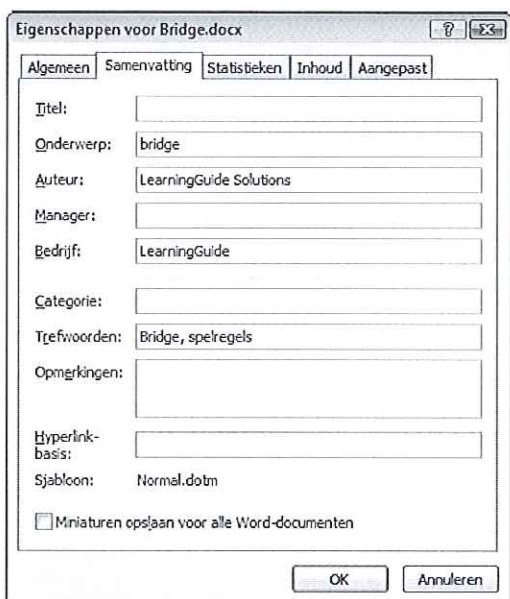 Eigenschappen voor Bridge.docx
Algemeen Samenvatting Statistieken Inhoud Aangepast
Titel:
Onderwerp: bridge
Auteur: LearningGuide Solutions
Manager:
Bedrijf: LearningGuide
Categorie:
Trefwoorden: Bridge, spelregels
Opmerkingen:
Hyperlink-
basis:
Sjabloon: Normal.dotm
Miniaturen opslaan voor alle Word-documenten
OK Annuleren